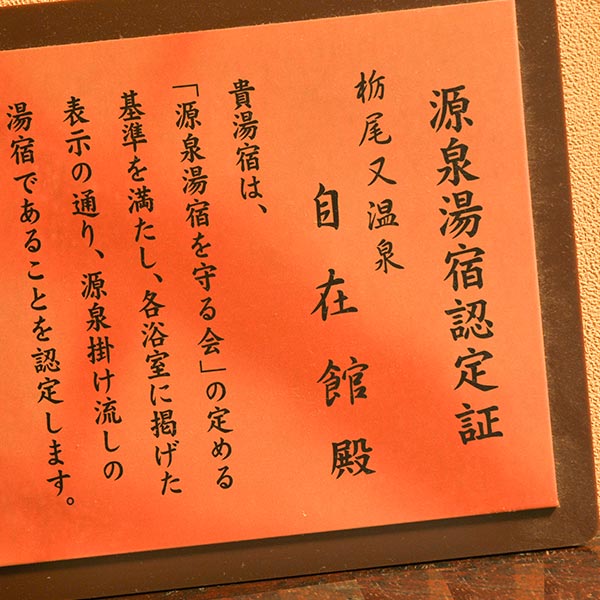 源泉湯宿認定証
栃尾又温泉
自在館殿
貴湯宿は、
「源泉湯宿を守る会」の定める
基準を満たし、各浴室に掲げた
表示の通り、源泉掛け流しの
湯宿であることを認定します。